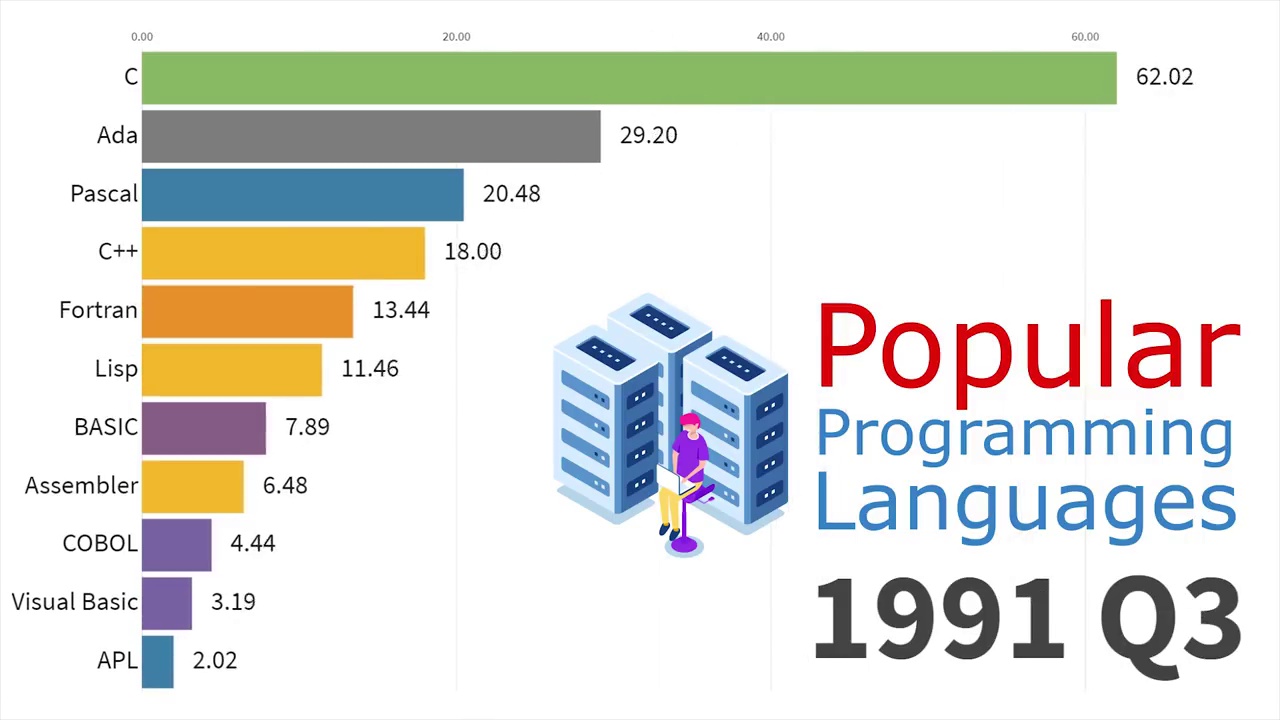 0.00 20.00 40.00 60.00
C 62.02
Ada 29.20
Pascal 20.48
C++ 18.00
Fortran 13.44
Lisp 11.46
BASIC 7.89
Assembler 6.48
COBOL 4.44
Visual Basic 3.19
APL 2.02
Popular
Programming
Languages
1991 Q3